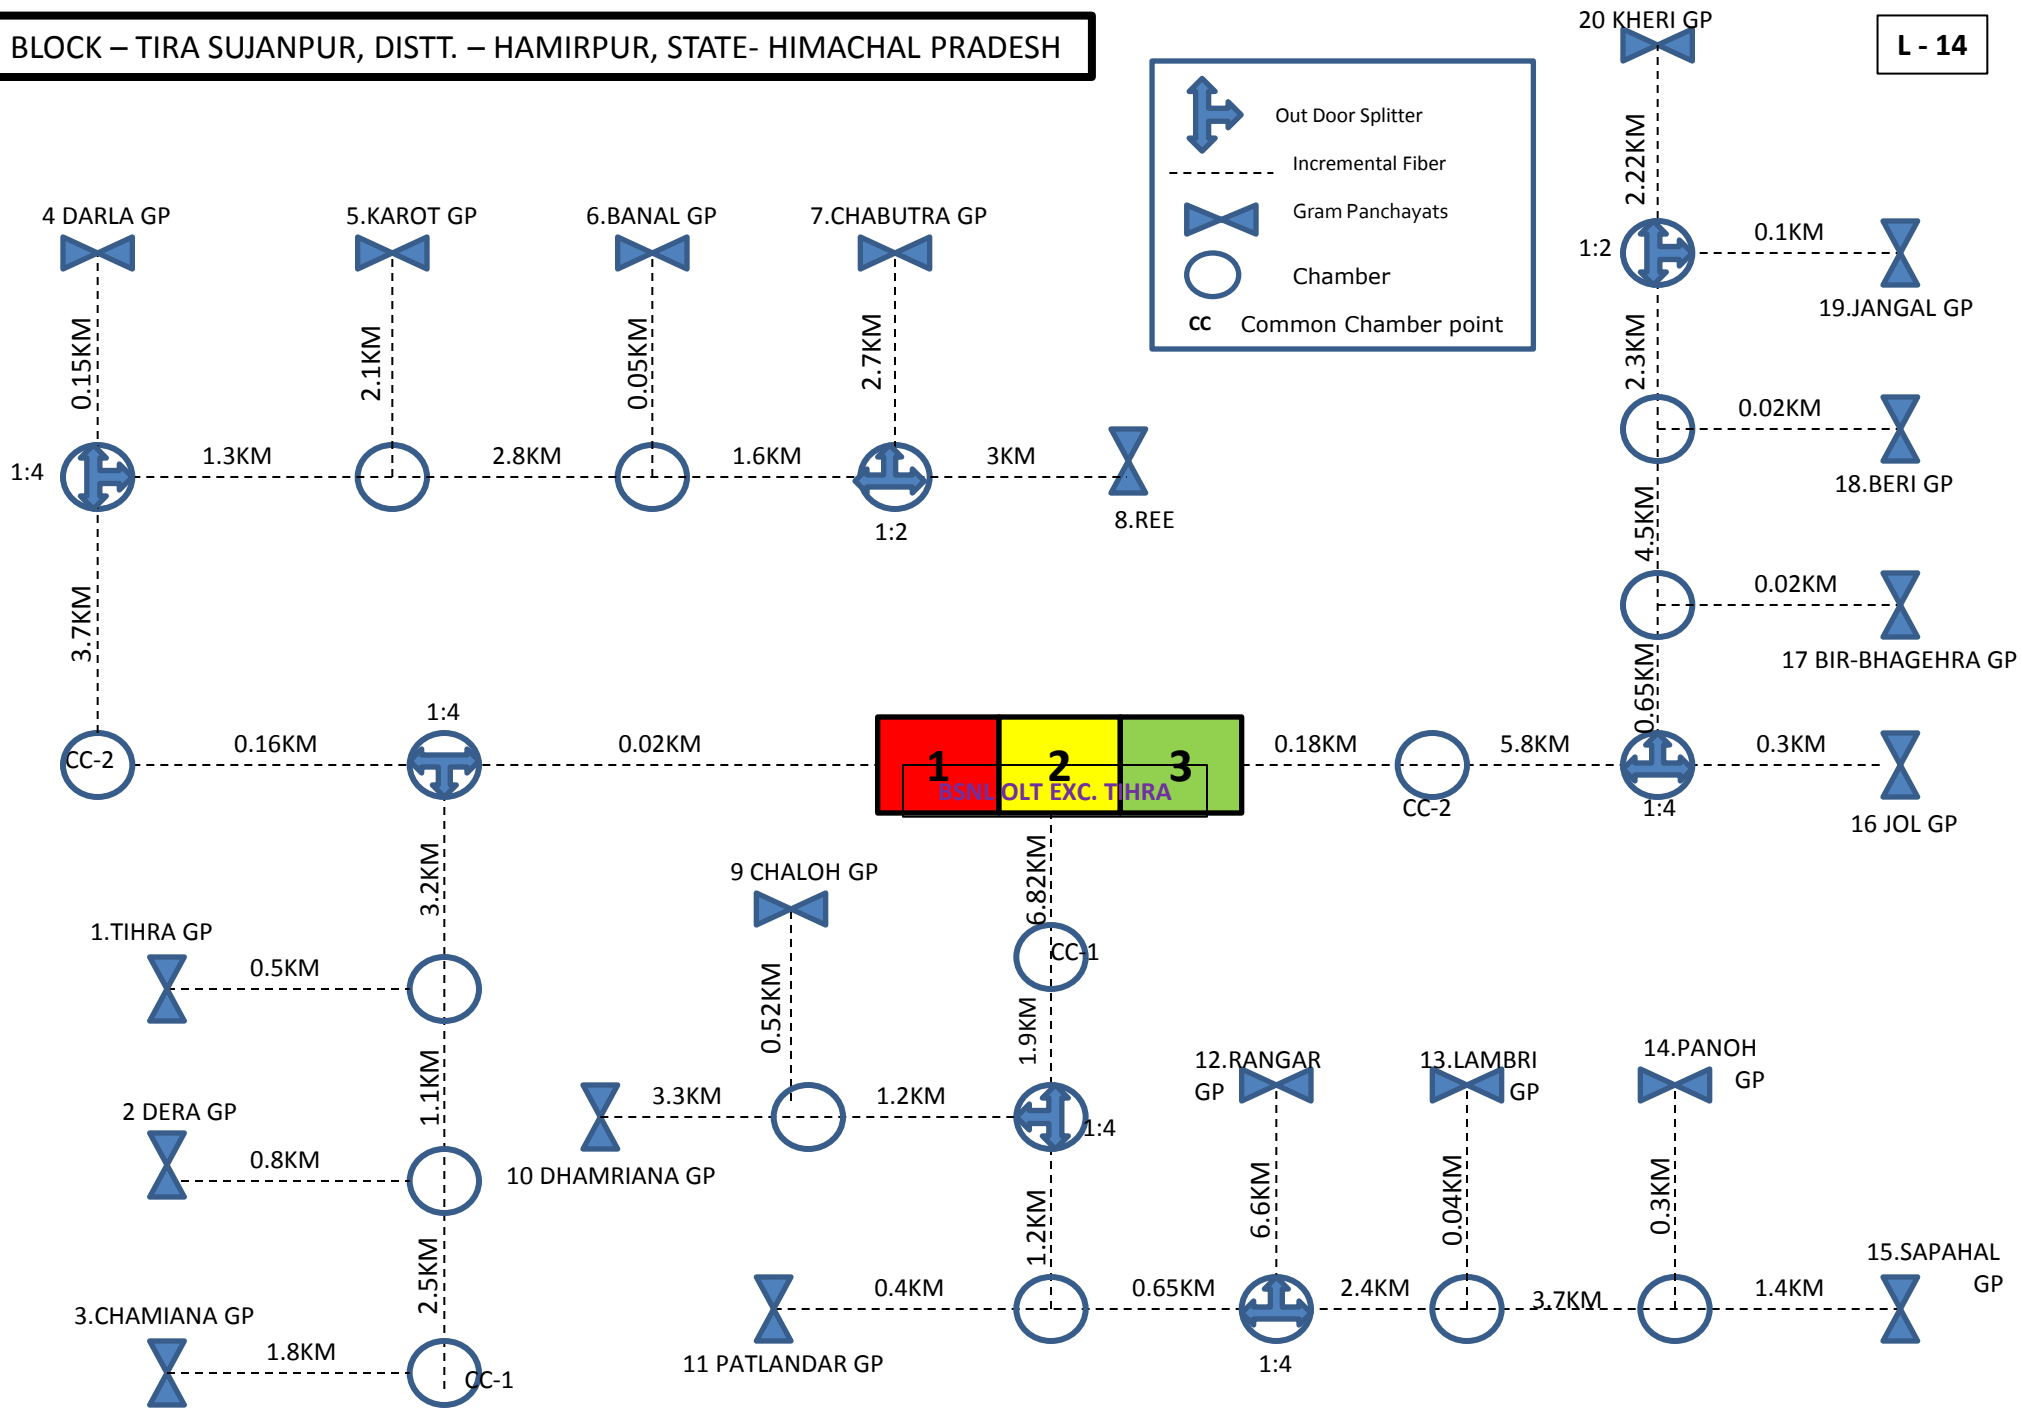 BLOCK – TIRA SUJANPUR, DISTT. – HAMIRPUR, STATE- HIMACHAL PRADESH
20 KHERI GP
L - 14
Out Door Splitter
Incremental Fiber
Gram Panchayats
Chamber
CC Common Chamber point
2.22KM
1:2
0.1KM
19.JANGAL GP
2.3KM
0.02KM
18.BERI GP
4.5KM
0.02KM
17 BIR-BHAGEHRA GP
0.65KM
4 DARLA GP
5.KAROT GP
6.BANAL GP
7.CHABUTRA GP
0.15KM
2.1KM
0.05KM
2.7KM
1:4
1.3KM
2.8KM
1.6KM
3KM
1:2
8.REE
3.7KM
CC-2
0.16KM
1:4
0.02KM
1
2
3
BSNL OLT EXC. TIHRA
0.18KM
CC-2
5.8KM
1:4
0.3KM
16 JOL GP
3.2KM
1.TIHRA GP
0.5KM
1.1KM
2 DERA GP
0.8KM
2.5KM
3.CHAMIANA GP
1.8KM
CC-1
9 CHALOH GP
0.52KM
6.82KM
CC-1
1.9KM
3.3KM
1.2KM
1:4
10 DHAMRIANA GP
1.2KM
12.RANGAR
GP
13.LAMBRI
GP
14.PANOH
GP
6.6KM
0.04KM
0.3KM
15.SAPAHAL
GP
0.4KM
0.65KM
2.4KM
3.7KM
1.4KM
11 PATLANDAR GP
1:4